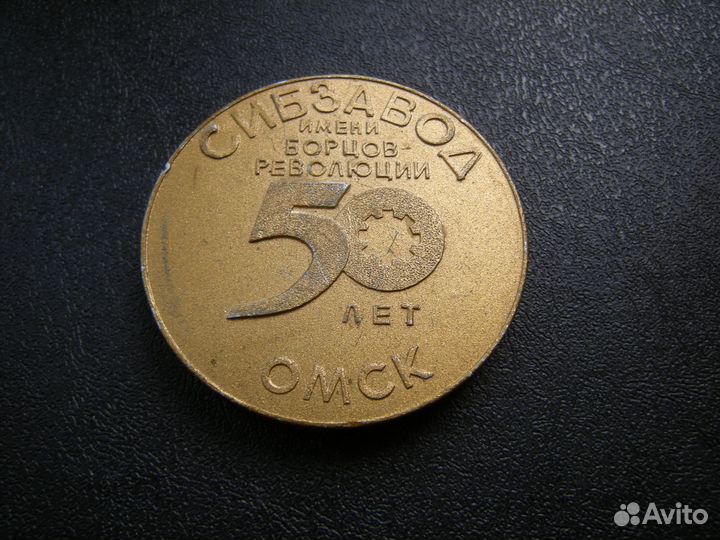 СИБЗАВОД
ИМЕНИ
БОРЦОВ
РЕВОЛЮЦИИ
50
ЛЕТ
ОМСК
Avito